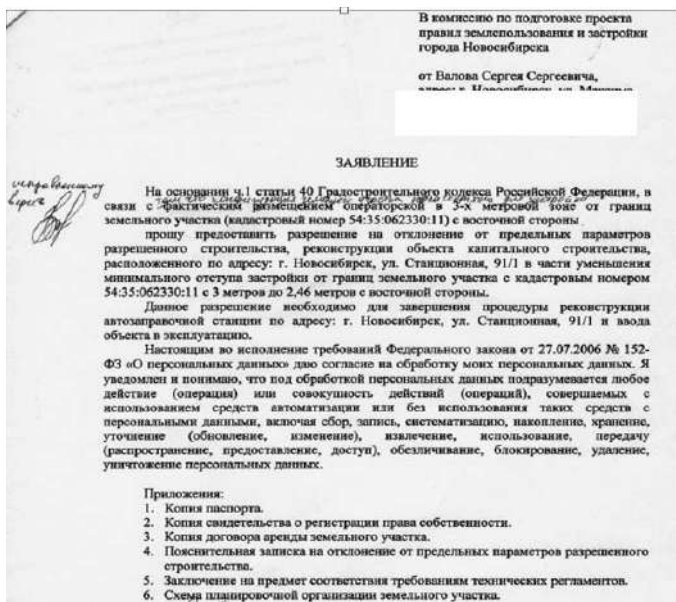 В комиссию по подготовке проекта
правил землепользования и застройки
города Новосибирска
от Валова Сергея Сергеевича,
ЗАЯВЛЕНИЕ
исправленному
верить
На основании ч.1 статьи 40 Градостроительного кодекса Российской Федерации, в
связи с фактическим размещением операторской в 3-х метровой зоне от границ
земельного участка (кадастровый номер 54:35:062330:11) с восточной стороны
прошу предоставить разрешение на отклонение от предельных параметров
разрешенного строительства, реконструкции объекта капитального строительства,
расположенного по адресу: г. Новосибирск, ул. Станционная, 91/1 в части уменьшения
минимального отступа застройки от границ земельного участка с кадастровым номером
54:35:062330:11 с 3 метров до 2,46 метров с восточной стороны.
Данное разрешение необходимо для завершения процедуры реконструкции
автозаправочной станции по адресу: г. Новосибирск, ул. Станционная, 91/1 и ввода
объекта в эксплуатацию.
Настоящим во исполнение требований Федерального закона от 27.07.2006 № 152-
ФЗ «О персональных данных» даю согласие на обработку моих персональных данных. Я
уведомлен и понимаю, что под обработкой персональных данных подразумевается любое
действие (операция) или совокупность действий (операций), совершаемых с
использованием средств автоматизации или без использования таких средств с
персональными данными, включая сбор, запись, систематизацию, накопление, хранение,
уточнение (обновление, изменение), извлечение, использование, передачу
(распространение, предоставление, доступ), обезличивание, блокирование, удаление,
уничтожение персональных данных.
Приложения:
1. Копия паспорта.
2. Копия свидетельства о регистрации права собственности.
3. Копия договора аренды земельного участка.
4. Пояснительная записка на отклонение от предельных параметров разрешенного
строительства.
5. Заключение на предмет соответствия требованиям технических регламентов.
6. Схема планировочной организации земельного участка.